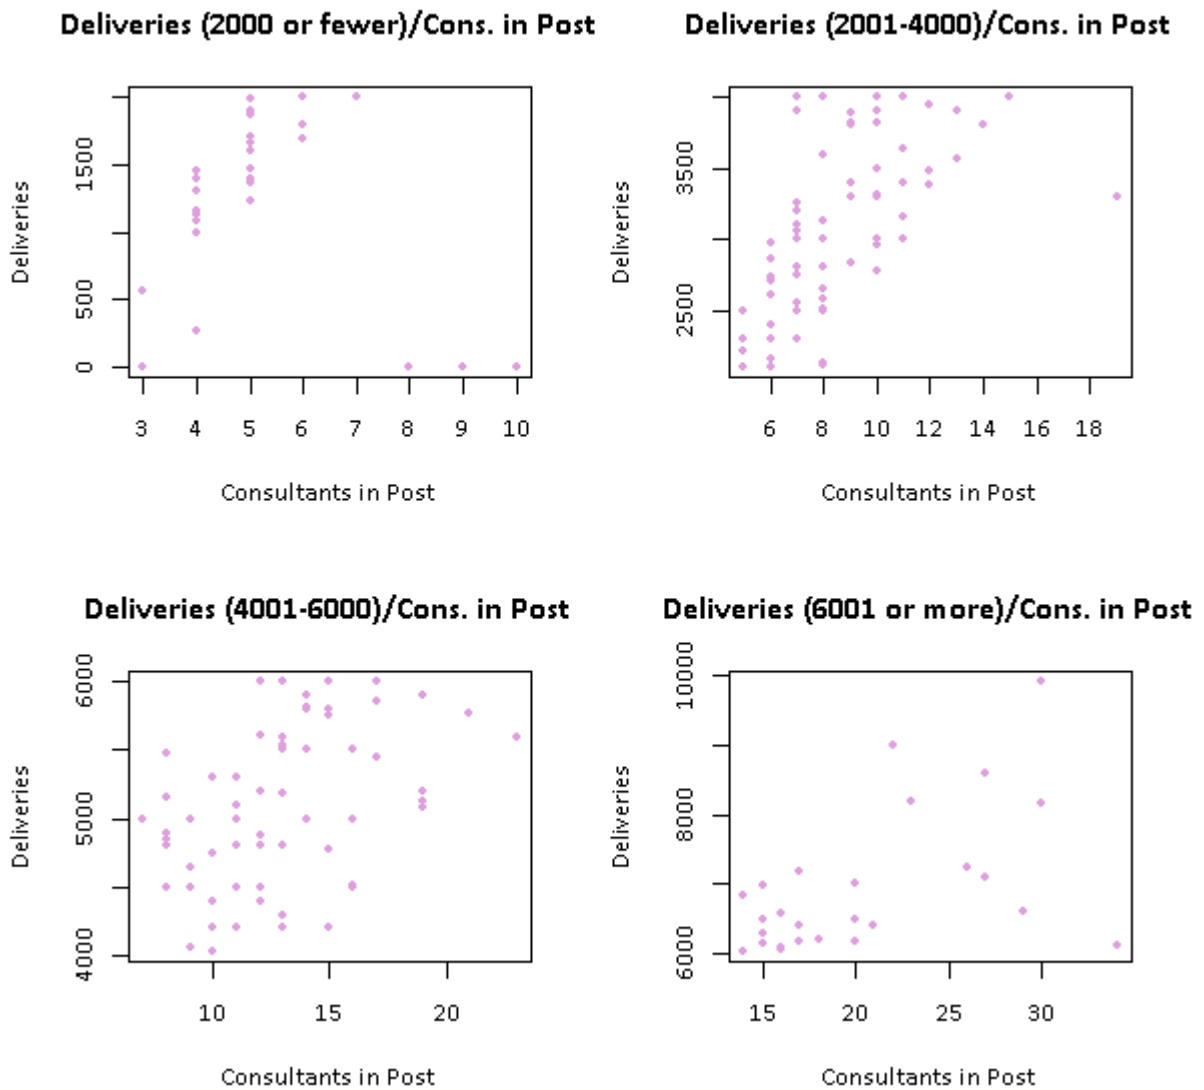 Deliveries (2000 or fewer)/Cons. in Post
Deliveries
0
500
1500
3 4 5 6 7 8 9 10
Consultants in Post
Deliveries (2001-4000)/Cons. in Post
Deliveries
2500
3500
6 8 10 12 14 16 18
Consultants in Post
Deliveries (4001-6000)/Cons. in Post
Deliveries
4000
5000
6000
10 15 20
Consultants in Post
Deliveries (6001 or more)/Cons. in Post
Deliveries
6000
8000
10000
15 20 25 30
Consultants in Post